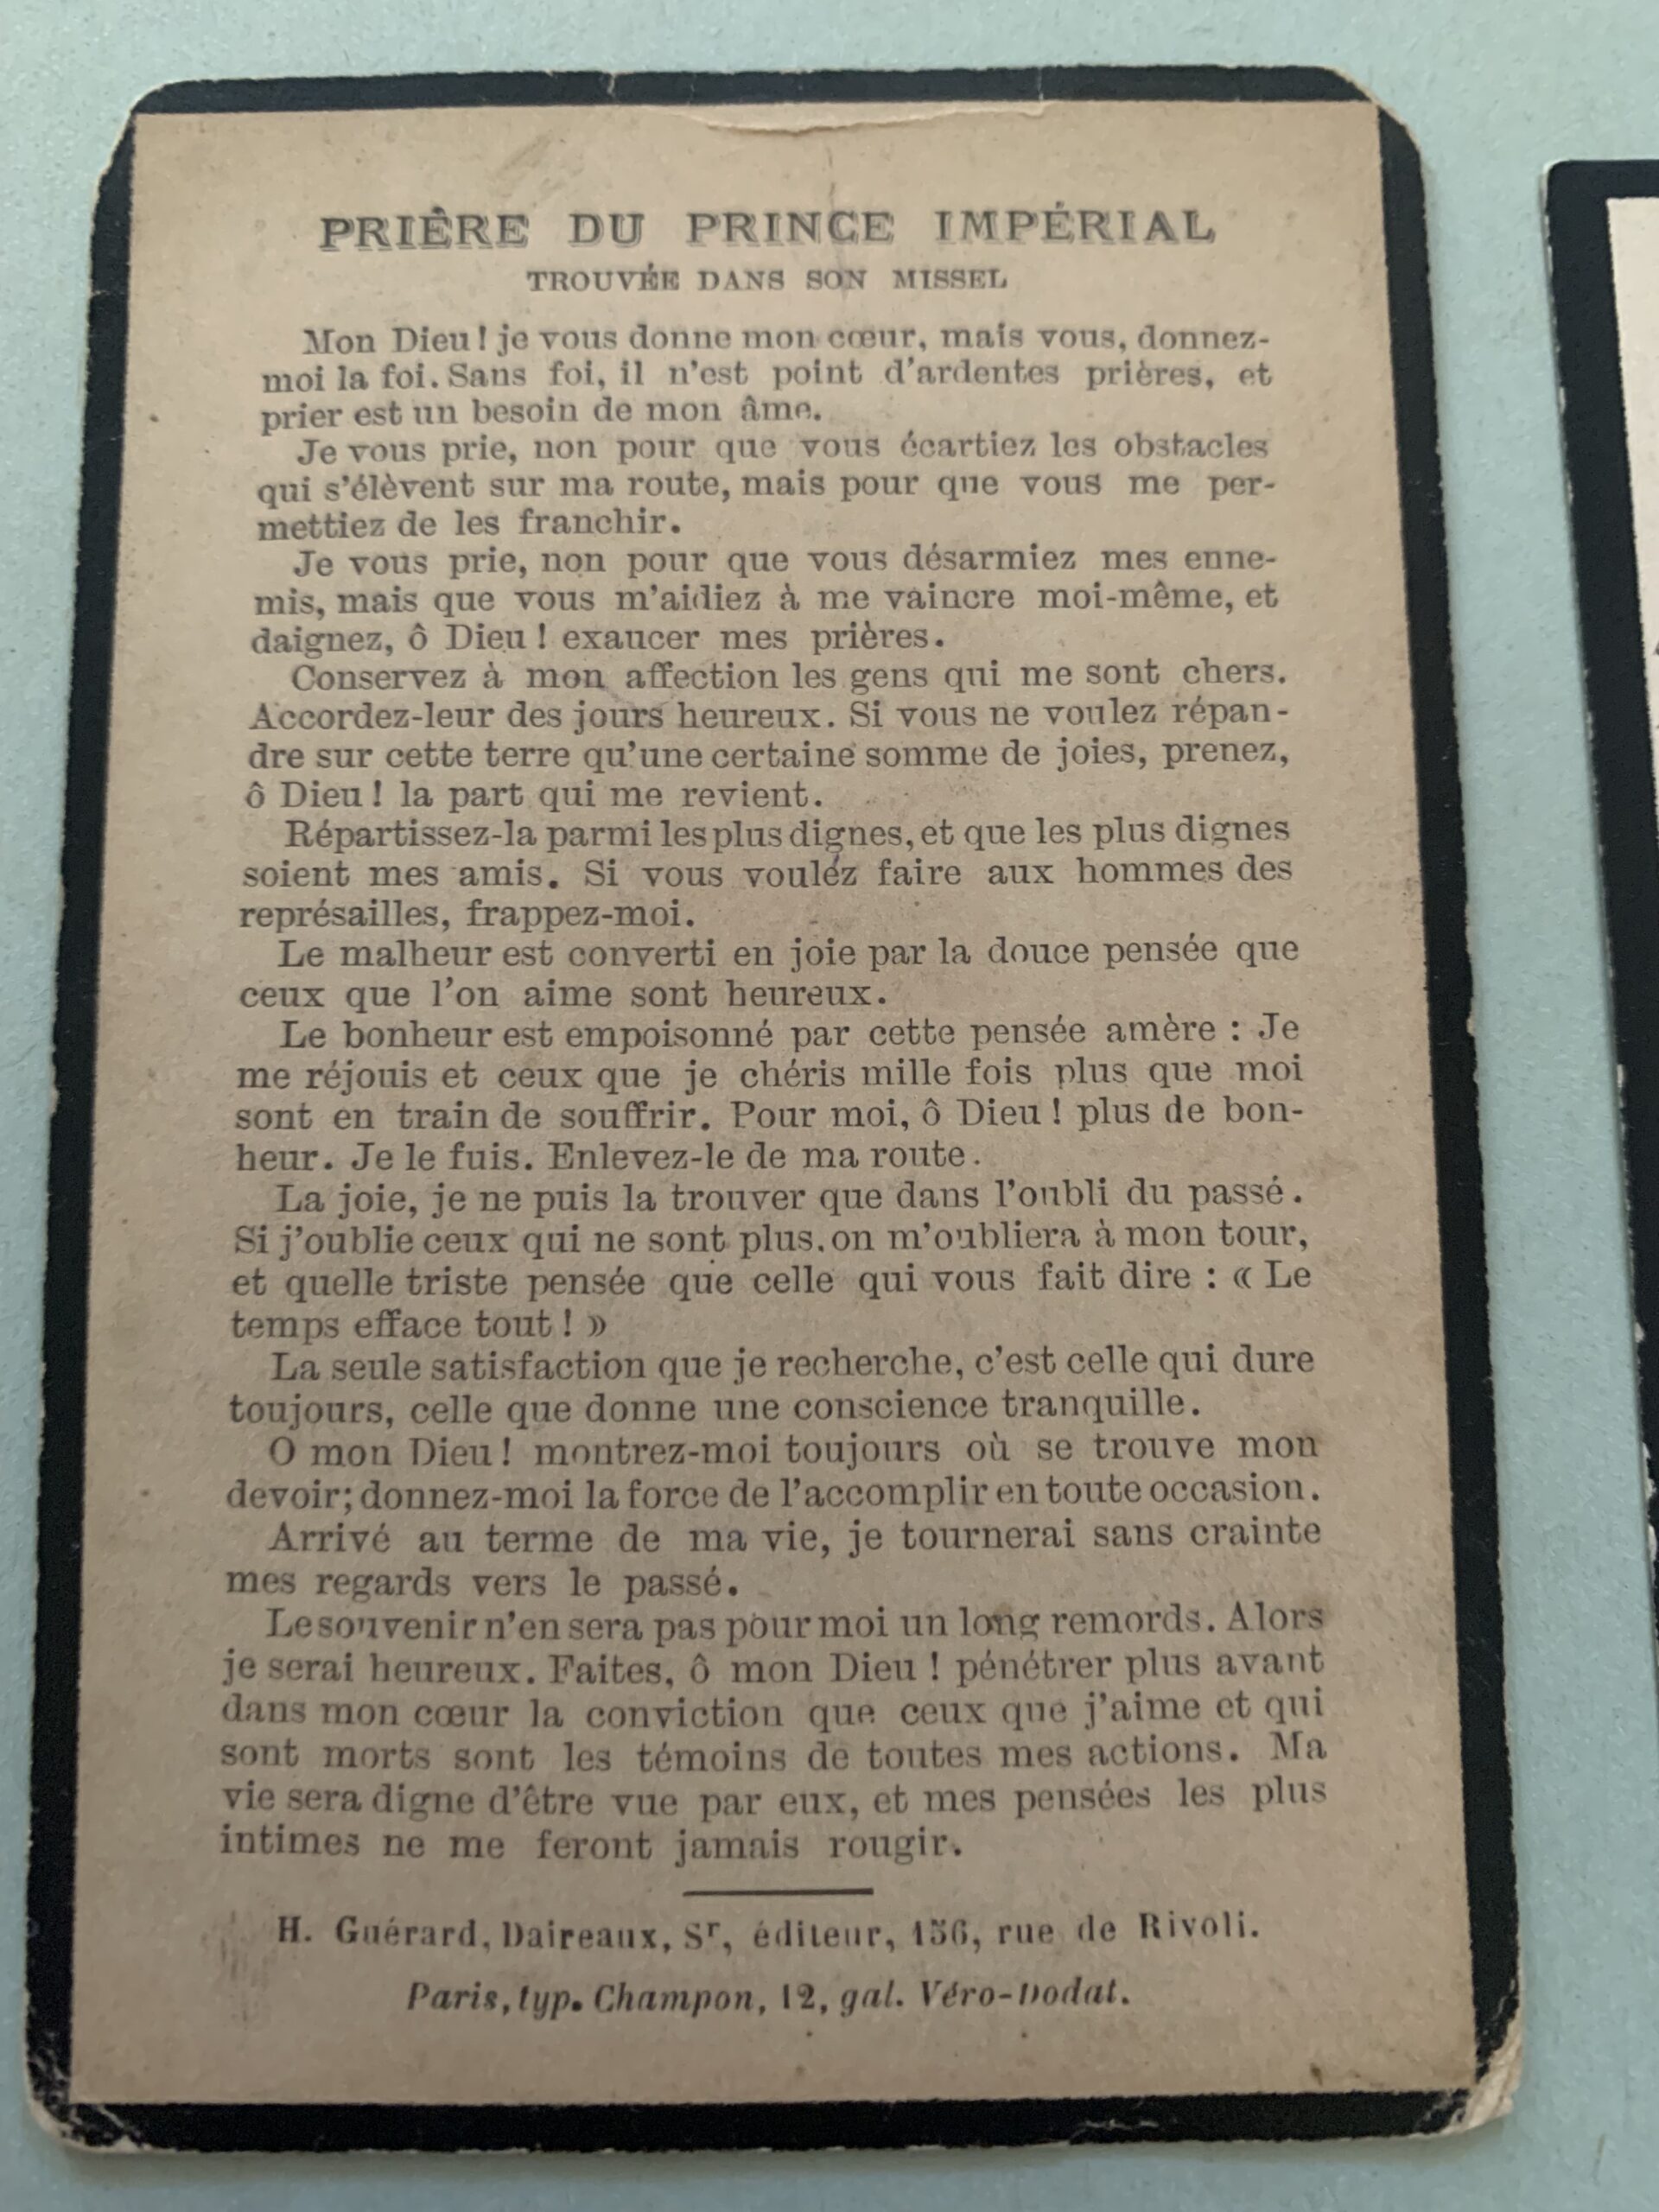 PRIÈRE DU PRINCE IMPÉRIAL
TROUVÉE DANS SON MISSEL
Mon Dieu ! je vous donne mon cœur, mais vous, donnez-
moi la foi. Sans foi, il n'est point d'ardentes prières, et
prier est un besoin de mon âme.
Je vous prie, non pour que vous écartiez les obstacles
qui s'élèvent sur ma route, mais pour que vous me per-
mettiez de les franchir.
Je vous prie, non pour que vous désarmiez mes enne-
mis, mais que vous m'aidiez à me vaincre moi-même, et
daignez, ô Dieu ! exaucer mes prières.
Conservez à mon affection les gens qui me sont chers.
Accordez-leur des jours heureux. Si vous ne voulez répan-
dre sur cette terre qu'une certaine somme de joies, prenez,
ô Dieu ! la part qui me revient.
Répartissez-la parmi les plus dignes, et que les plus dignes
soient mes amis. Si vous voulez faire aux hommes des
représailles, frappez-moi.
Le malheur est converti en joie par la douce pensée que
ceux que l'on aime sont heureux.
Le bonheur est empoisonné par cette pensée amère : Je
me réjouis et ceux que je chéris mille fois plus que moi
sont en train de souffrir. Pour moi, ô Dieu ! plus de bon-
heur. Je le fuis. Enlevez-le de ma route.
La joie, je ne puis la trouver que dans l'oubli du passé.
Si j'oublie ceux qui ne sont plus, on m'oubliera à mon tour,
et quelle triste pensée que celle qui vous fait dire : « Le
temps efface tout ! »
La seule satisfaction que je recherche, c'est celle qui dure
toujours, celle que donne une conscience tranquille.
O mon Dieu ! montrez-moi toujours où se trouve mon
devoir; donnez-moi la force de l'accomplir en toute occasion.
Arrivé au terme de ma vie, je tournerai sans crainte
mes regards vers le passé.
Le souvenir n'en sera pas pour moi un long remords. Alors
je serai heureux. Faites, ô mon Dieu ! pénétrer plus avant
dans mon cœur la conviction que ceux que j'aime et qui
sont morts sont les témoins de toutes mes actions. Ma
vie sera digne d'être vue par eux, et mes pensées les plus
intimes ne me feront jamais rougir.
H. Guérard, Daireaux, Sr, éditeur, 156, rue de Rivoli.
Paris, typ. Champon, 12, gal. Véro-Dodat.